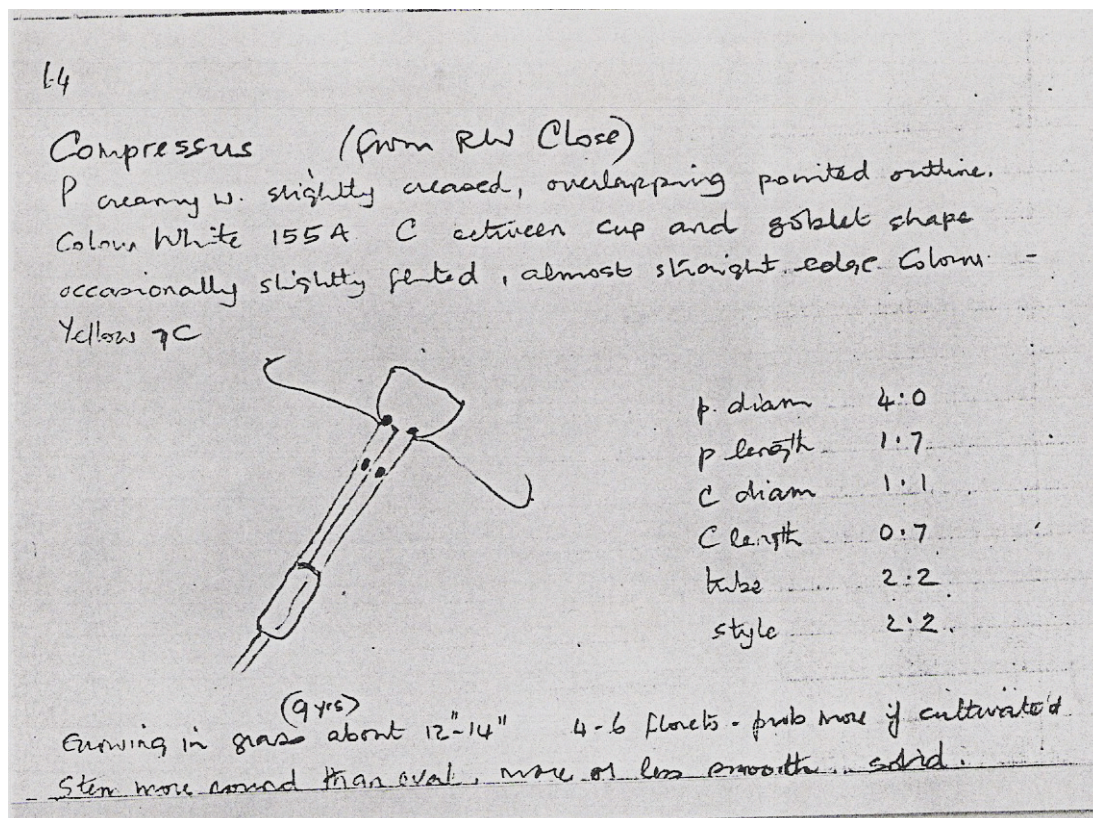 1.4
Compressus (from RW Close)
P creamy w. slightly creased, overlapping pointed outline.
Colour White 155A C between cup and goblet shape
occasionally slightly fluted, almost straight edge. Colour -
Yellow 7C
p. diam 4.0
p length 1.7
C diam 1.1
C length 0.7
tube 2.2
style 2.2.
(9 yrs)
Growing in grass about 12"-14" 4-6 florets - prob more if cultivated
Stem more round than oval, more or less smooth.. solid.